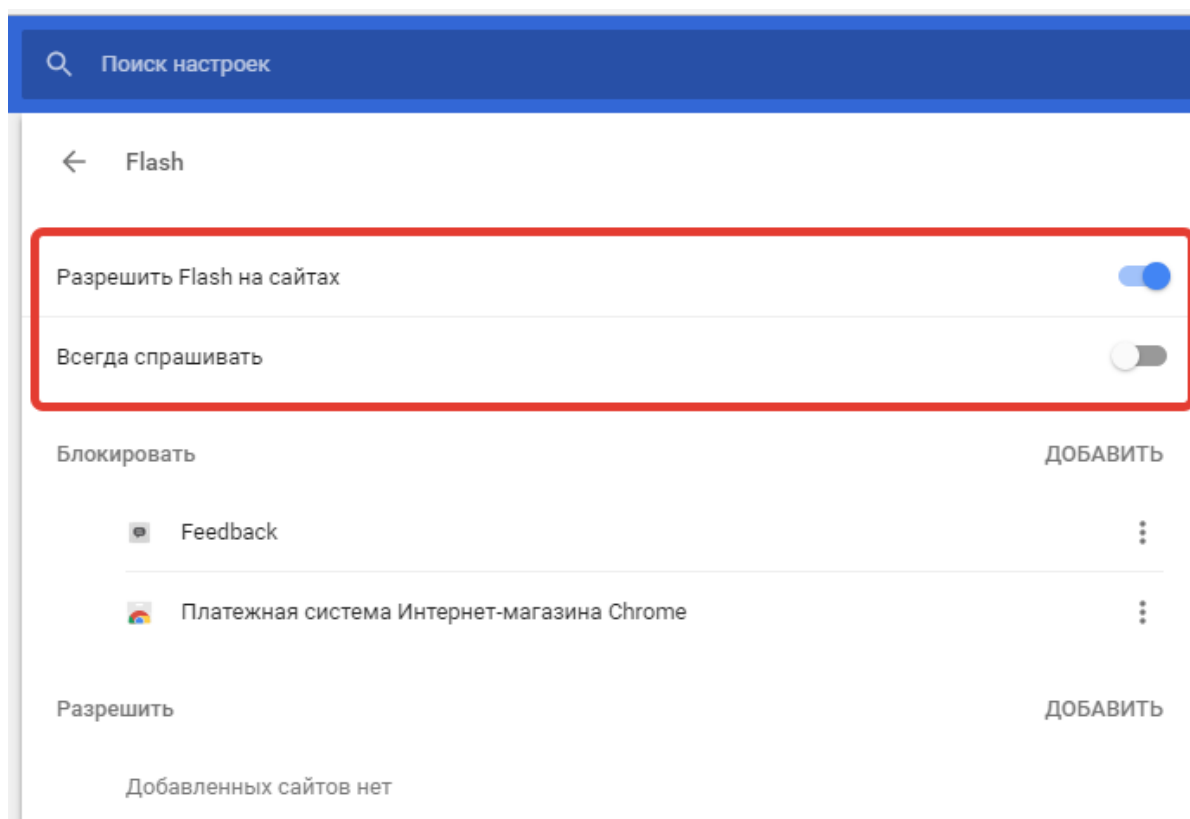 Поиск настроек
Flash
Разрешить Flash на сайтах
Всегда спрашивать
Блокировать ДОБАВИТЬ
Feedback
Платежная система Интернет-магазина Chrome
Разрешить ДОБАВИТЬ
Добавленных сайтов нет